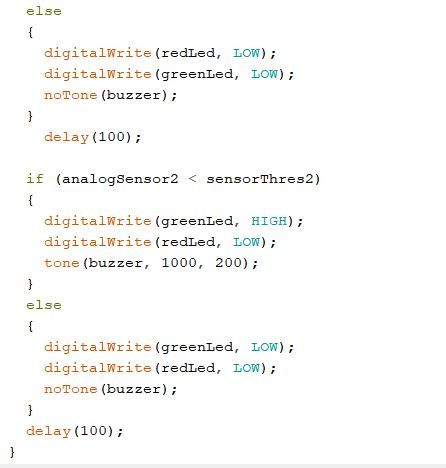 else
{
digitalWrite(redLed, LOW);
digitalWrite(greenLed, LOW);
noTone(buzzer);
}
delay(100);
if (analogSensor2 < sensorThres2)
{
digitalWrite(greenLed, HIGH);
digitalWrite(redLed, LOW);
tone(buzzer, 1000, 200);
}
else
{
digitalWrite(greenLed, LOW);
digitalWrite(redLed, LOW);
noTone(buzzer);
}
delay(100);
}